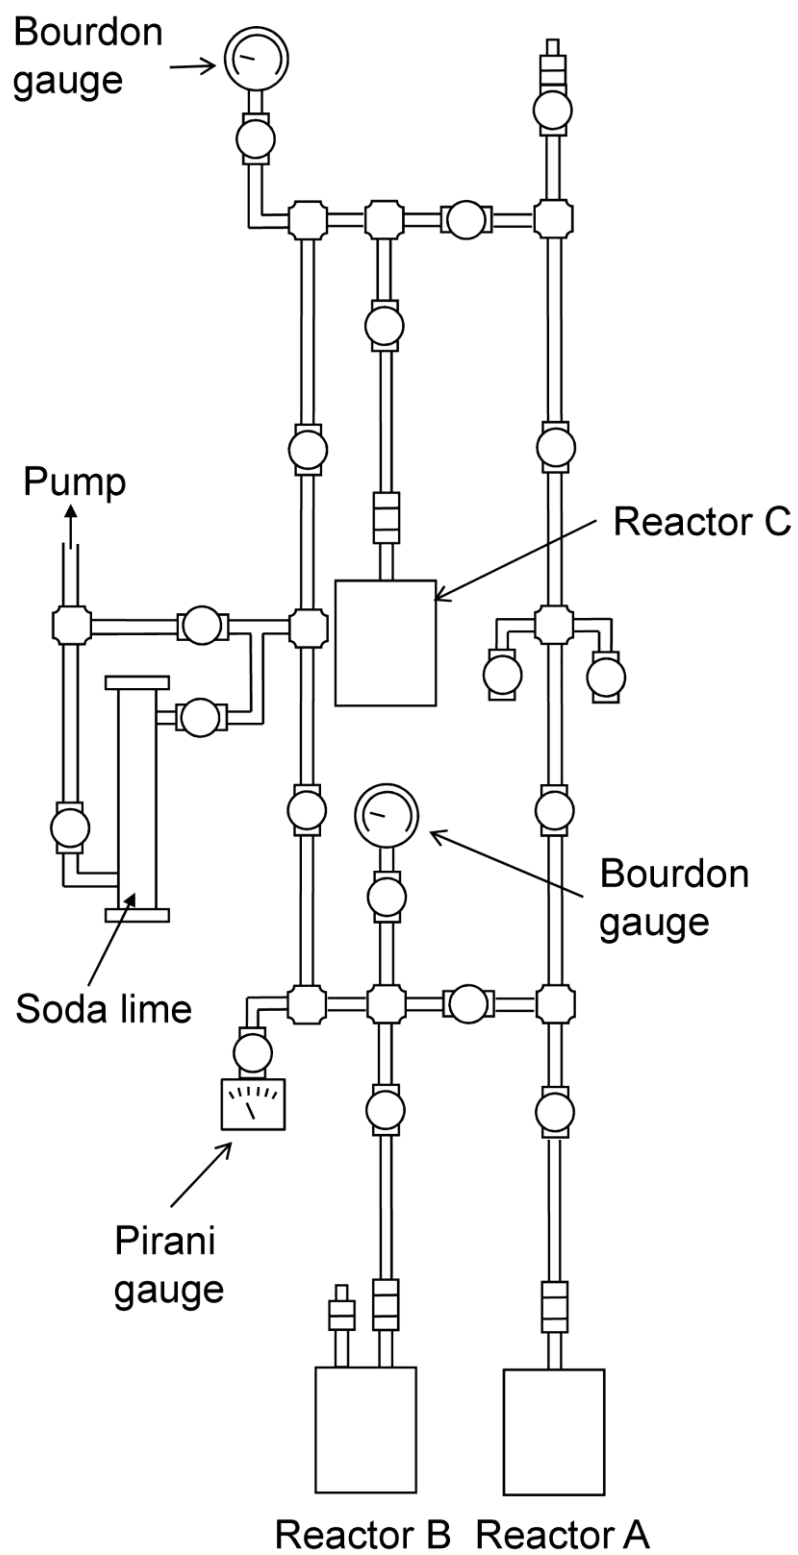 Bourdon
gauge
Pump
Reactor C
Bourdon
gauge
Soda lime
Pirani
gauge
Reactor B
Reactor A